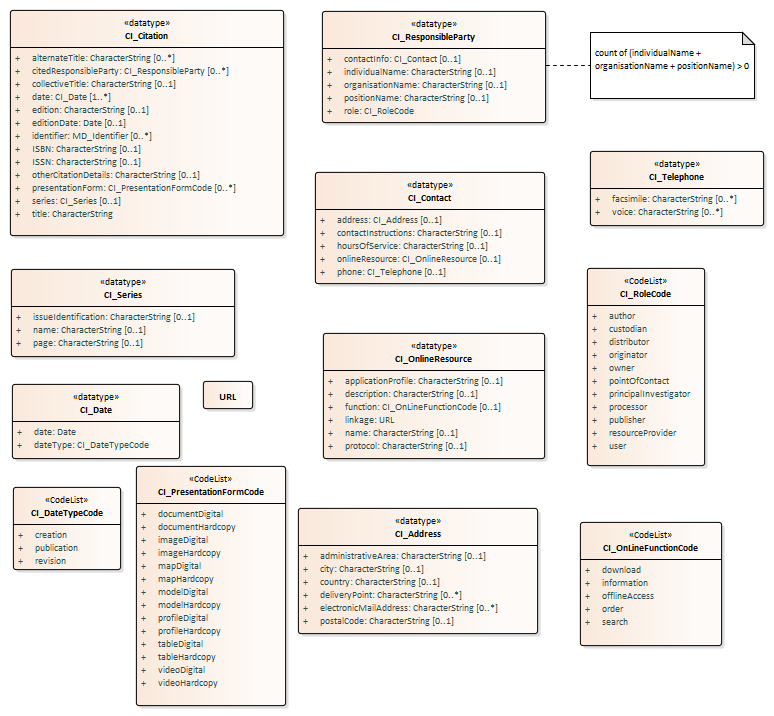 «datatype»
CI_Citation
+ alternateTitle: CharacterString [0..*]
+ citedResponsibleParty: CI_ResponsibleParty [0..*]
+ collectiveTitle: CharacterString [0..1]
+ date: CI_Date [1..*]
+ edition: CharacterString [0..1]
+ editionDate: Date [0..1]
+ identifier: MD_Identifier [0..*]
+ ISBN: CharacterString [0..1]
+ ISSN: CharacterString [0..1]
+ otherCitationDetails: CharacterString [0..1]
+ presentationForm: CI_PresentationFormCode [0..*]
+ series: CI_Series [0..1]
+ title: CharacterString
«datatype»
CI_ResponsibleParty
+ contactInfo: CI_Contact [0..1]
+ individualName: CharacterString [0..1]
+ organisationName: CharacterString [0..1]
+ positionName: CharacterString [0..1]
+ role: CI_RoleCode
count of (individualName +
organisationName + positionName) > 0
«datatype»
CI_Telephone
+ facsimile: CharacterString [0..*]
+ voice: CharacterString [0..*]
«datatype»
CI_Contact
+ address: CI_Address [0..1]
+ contactInstructions: CharacterString [0..1]
+ hoursOfService: CharacterString [0..1]
+ onlineResource: CI_OnlineResource [0..1]
+ phone: CI_Telephone [0..1]
«datatype»
CI_Series
+ issueIdentification: CharacterString [0..1]
+ name: CharacterString [0..1]
+ page: CharacterString [0..1]
«CodeList»
CI_RoleCode
+ author
+ custodian
+ distributor
+ originator
+ owner
+ pointOfContact
+ principalInvestigator
+ processor
+ publisher
+ resourceProvider
+ user
«datatype»
CI_OnlineResource
+ applicationProfile: CharacterString [0..1]
+ description: CharacterString [0..1]
+ function: CI_OnLineFunctionCode [0..1]
+ linkage: URL
+ name: CharacterString [0..1]
+ protocol: CharacterString [0..1]
«datatype»
CI_Date
+ date: Date
+ dateType: CI_DateTypeCode
URL
«CodeList»
CI_DateTypeCode
+ creation
+ publication
+ revision
«CodeList»
CI_PresentationFormCode
+ documentDigital
+ documentHardcopy
+ imageDigital
+ imageHardcopy
+ mapDigital
+ mapHardcopy
+ modelDigital
+ modelHardcopy
+ profileDigital
+ profileHardcopy
+ tableDigital
+ tableHardcopy
+ videoDigital
+ videoHardcopy
«datatype»
CI_Address
+ administrativeArea: CharacterString [0..1]
+ city: CharacterString [0..1]
+ country: CharacterString [0..1]
+ deliveryPoint: CharacterString [0..*]
+ electronicMailAddress: CharacterString [0..*]
+ postalCode: CharacterString [0..1]
«CodeList»
CI_OnLineFunctionCode
+ download
+ information
+ offlineAccess
+ order
+ search